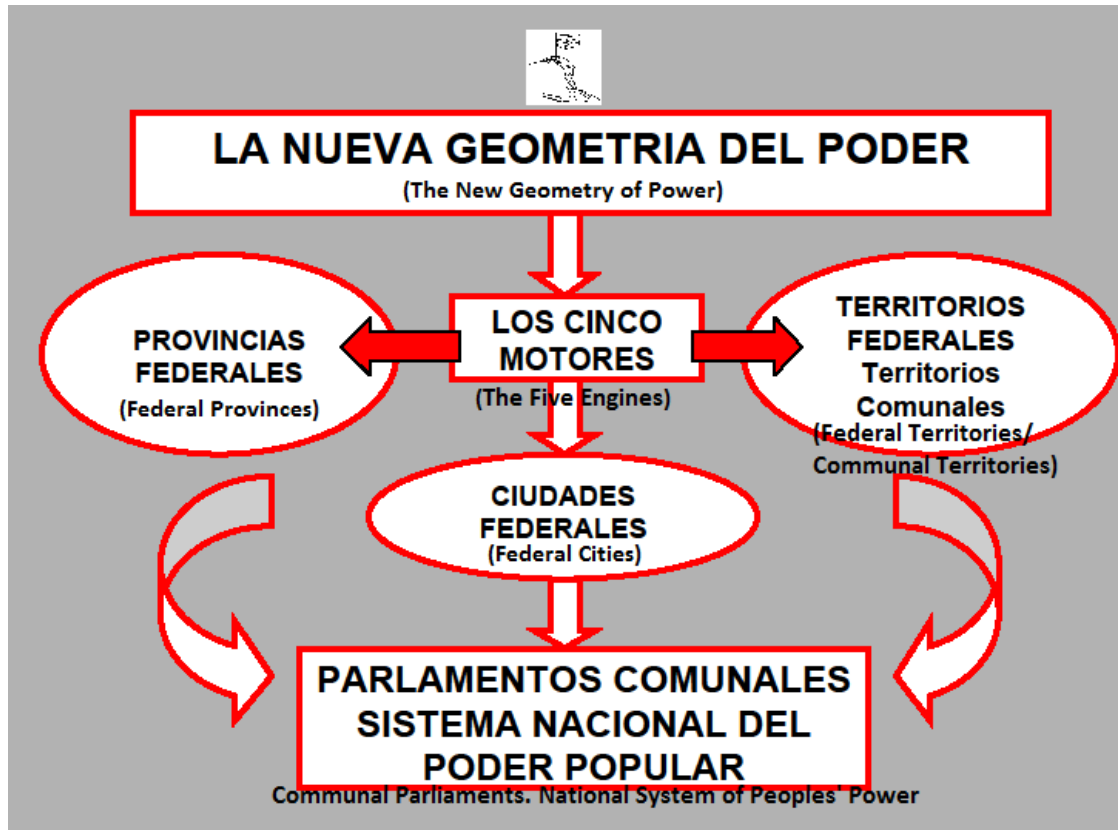 LA NUEVA GEOMETRIA DEL PODER
(The New Geometry of Power)
LOS CINCO
MOTORES
(The Five Engines)
PROVINCIAS
FEDERALES
(Federal Provinces)
TERRITORIOS
FEDERALES
Territorios
Comunales
(Federal Territories/
Communal Territories)
CIUDADES
FEDERALES
(Federal Cities)
PARLAMENTOS COMUNALES
SISTEMA NACIONAL DEL
PODER POPULAR
Communal Parliaments. National System of Peoples' Power